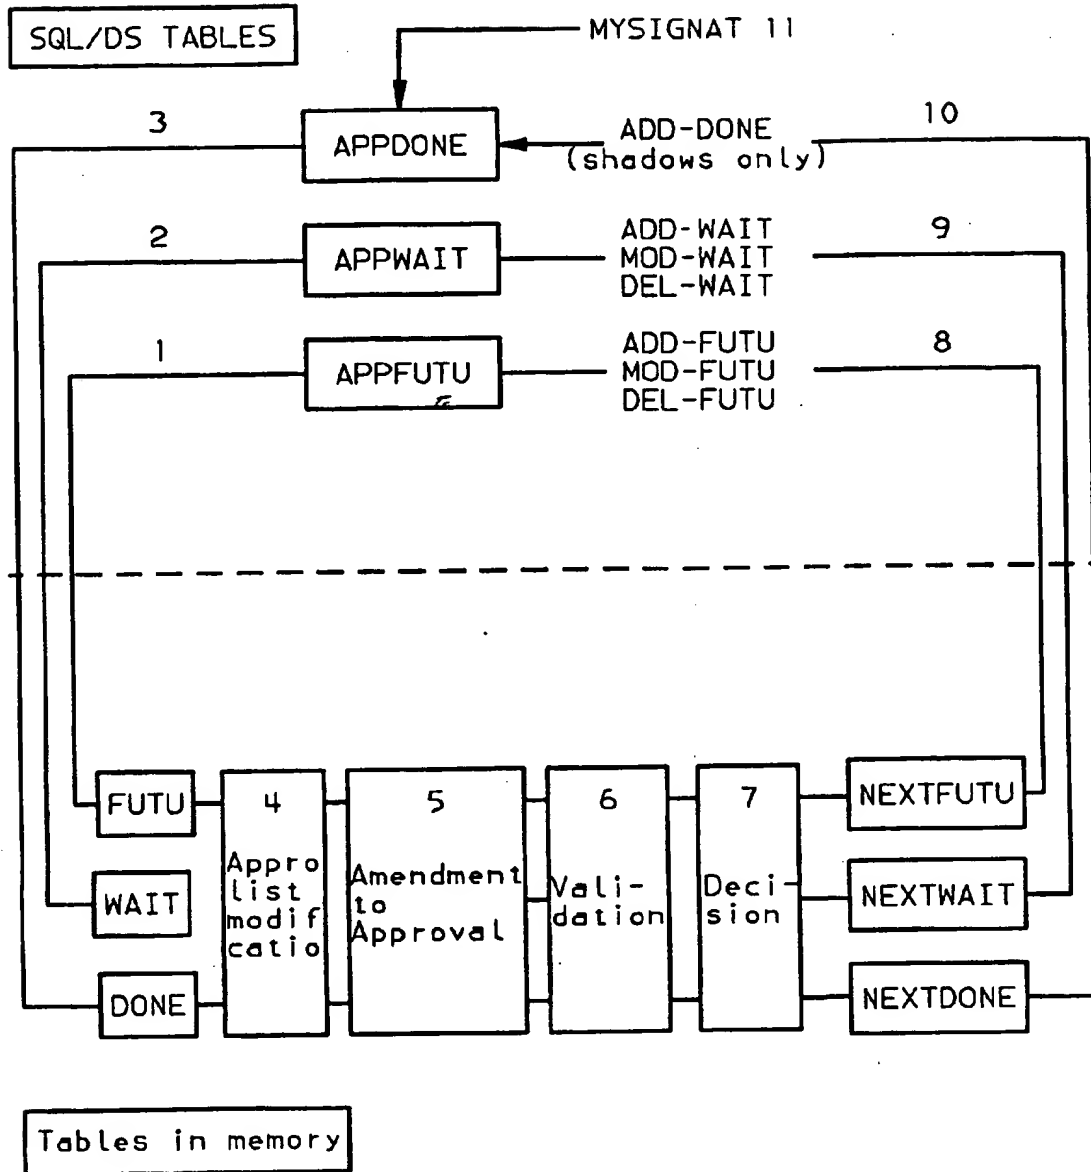 SQL/DS TABLES
MYSIGNAT 11
3
APPDONE
ADD-DONE
(shadows only)
10
2
APPWAIT
ADD-WAIT
MOD-WAIT
DEL-WAIT
9
1
APPFUTU
ADD-FUTU
MOD-FUTU
DEL-FUTU
8
FUTU
WAIT
DONE
4
Appro
list
modif
catio
5
Amendment
to
Approval
6
Vali-
dation
7
Deci-
sion
NEXTFUTU
NEXTWAIT
NEXTDONE
Tables in memory